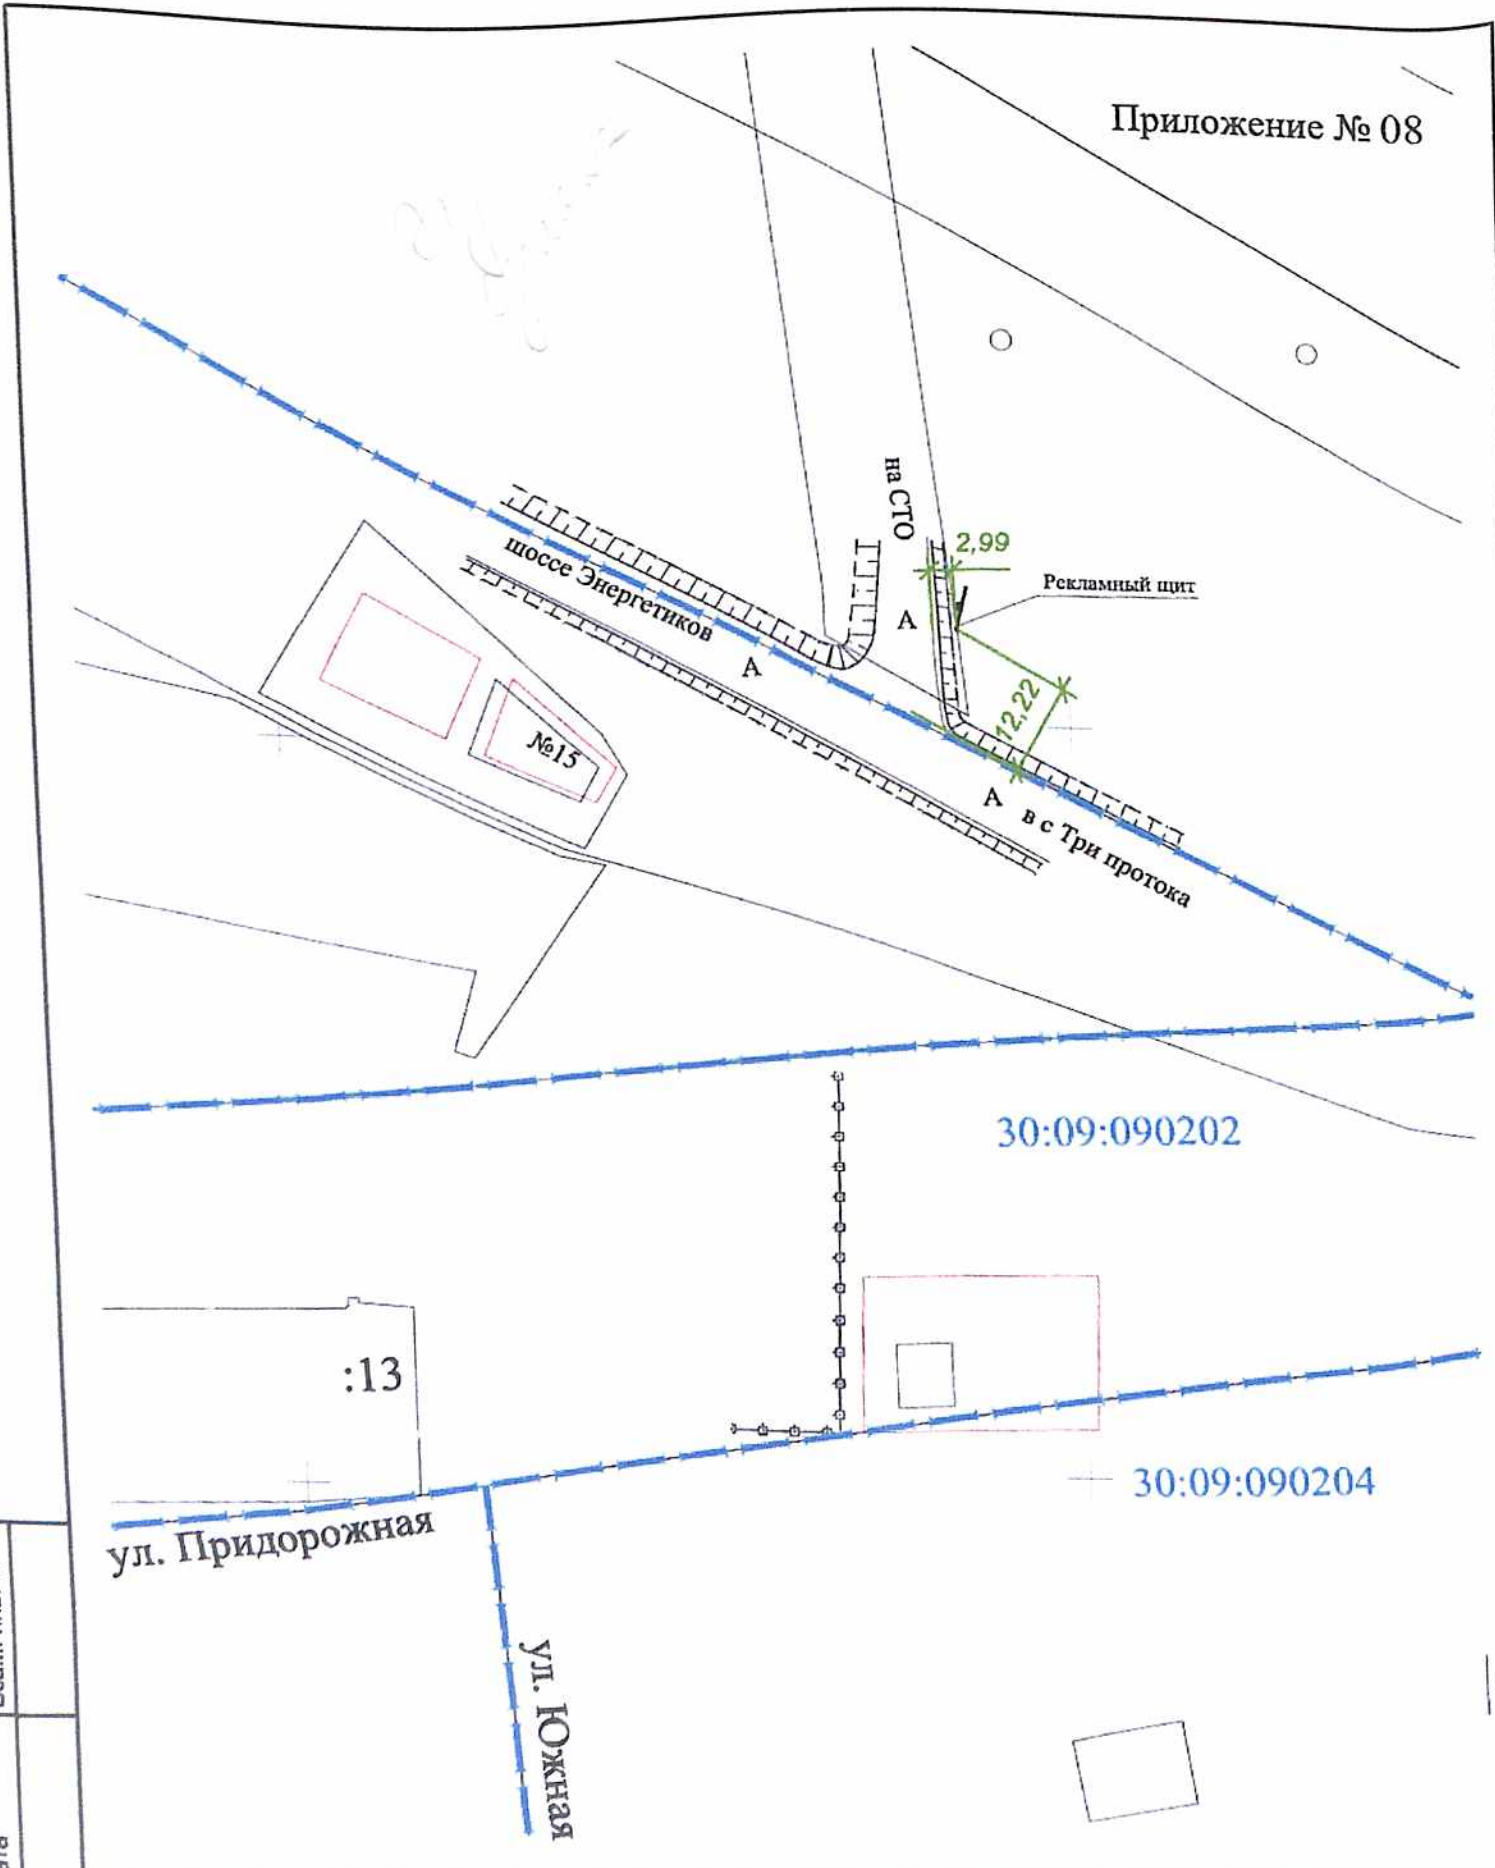 Приложение № 08
на СТО
2,99
Рекламный щит
шоссе Энергетиков
А
А
12,22
№15
А
в с Три протока
30:09:090202
:13
30:09:090204
ул. Придорожная
ул. Южная